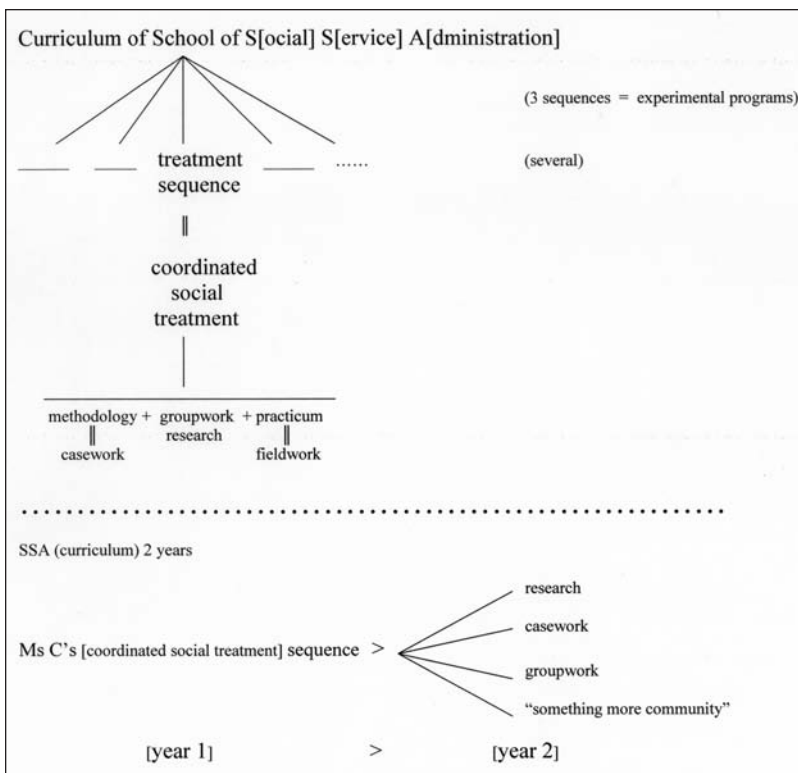 Curriculum of School of S[ocial] S[ervice] A[dministration]
(3 sequences = experimental programs)
treatment ...... (several)
sequence
||
coordinated
social
treatment
methodology + groupwork + practicum
|| research ||
casework fieldwork
SSA (curriculum) 2 years
research
casework
Ms C's [coordinated social treatment] sequence >
groupwork
“something more community”
[year 1] > [year 2]